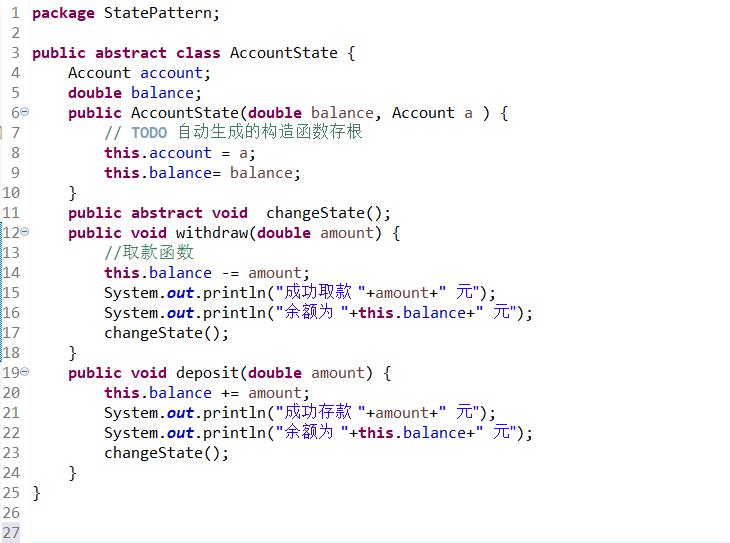 1 package StatePattern;
2
3 public abstract class AccountState {
4     Account account;
5     double balance;
6     public AccountState(double balance, Account a ) {
7         // TODO 自动生成的构造函数存根
8         this.account = a;
9         this.balance= balance;
10     }
11     public abstract void  changeState();
12     public void withdraw(double amount) {
13         //取款函数
14         this.balance -= amount;
15         System.out.println("成功取款 "+amount+" 元");
16         System.out.println("余额为 "+this.balance+" 元");
17         changeState();
18     }
19     public void deposit(double amount) {
20         this.balance += amount;
21         System.out.println("成功存款 "+amount+" 元");
22         System.out.println("余额为 "+this.balance+" 元");
23         changeState();
24     }
25 }
26
27